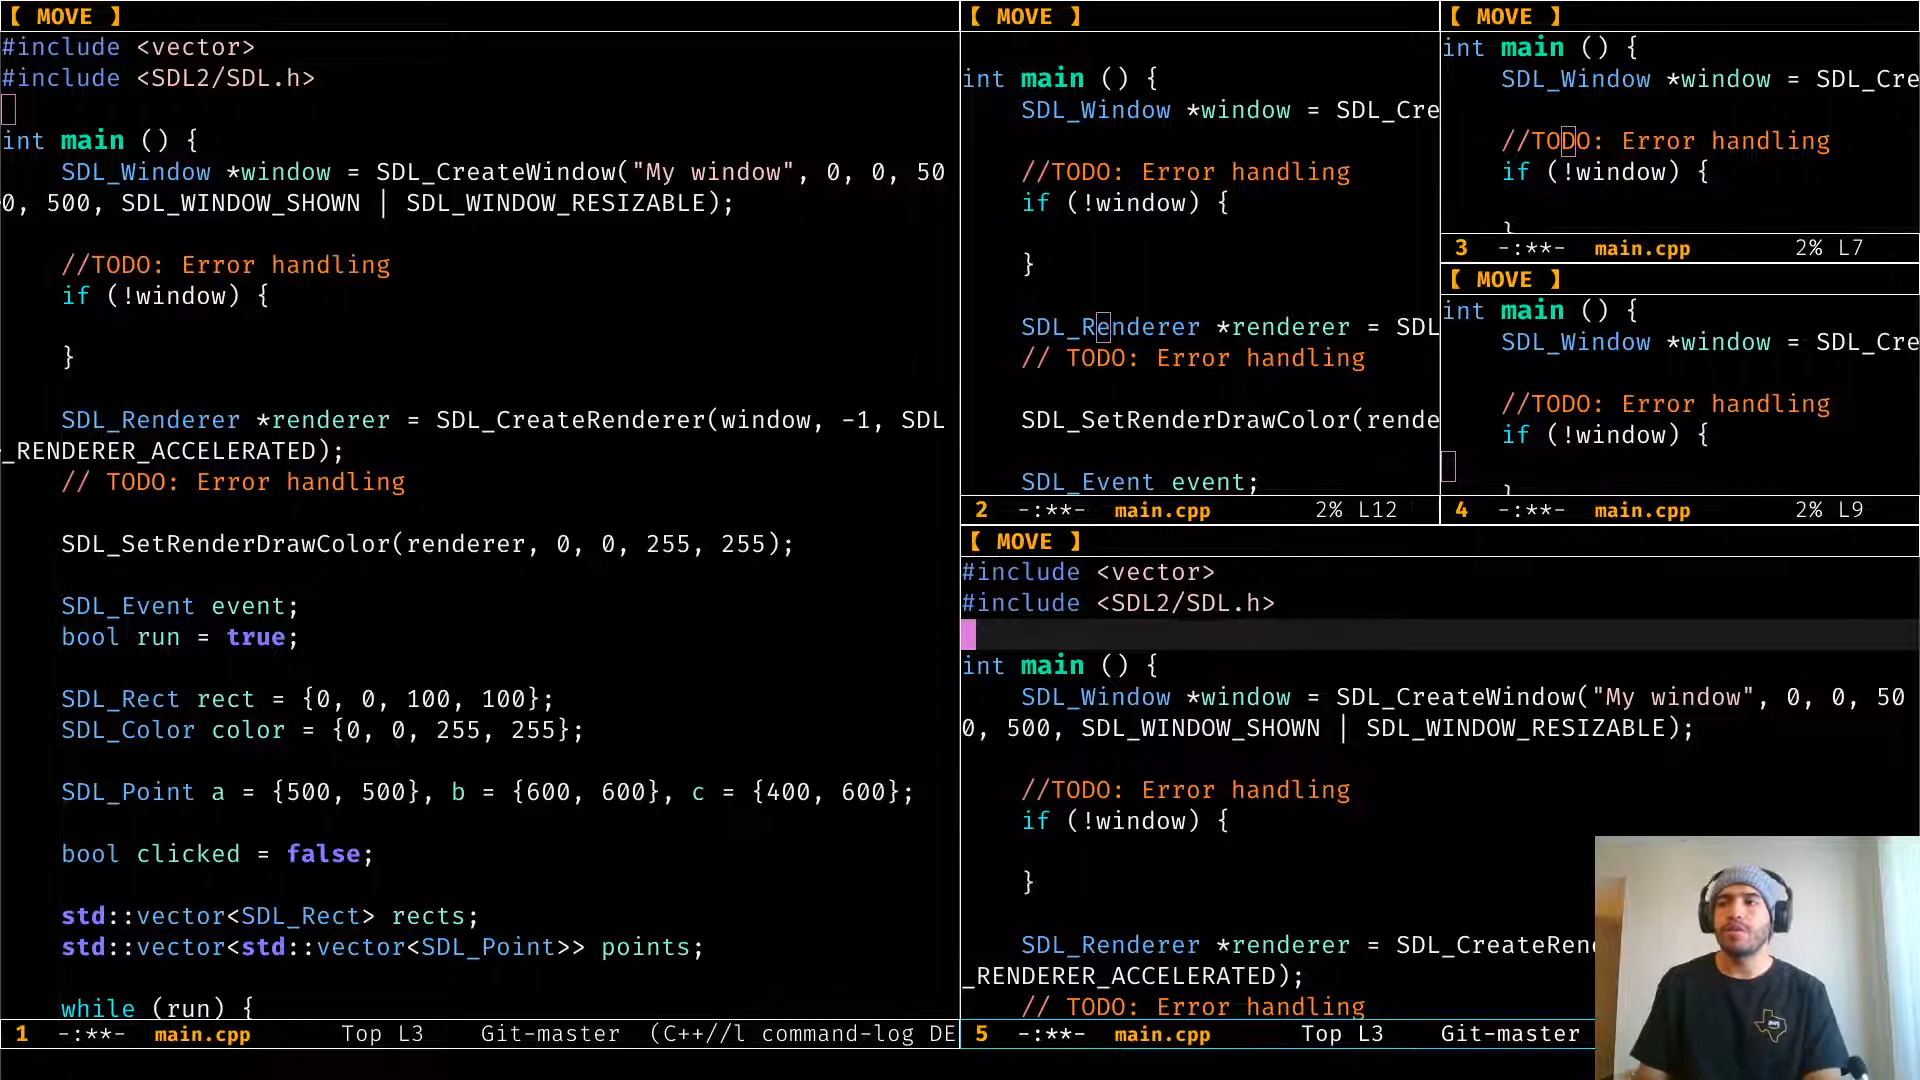 【 MOVE 】
#include <vector>
#include <SDL2/SDL.h>
int main () {
SDL_Window *window = SDL_CreateWindow("My window", 0, 0, 50
0, 500, SDL_WINDOW_SHOWN | SDL_WINDOW_RESIZABLE);
//TODO: Error handling
if (!window) {
}
SDL_Renderer *renderer = SDL_CreateRenderer(window, -1, SDL
_RENDERER_ACCELERATED);
// TODO: Error handling
SDL_SetRenderDrawColor(renderer, 0, 0, 255, 255);
SDL_Event event;
bool run = true;
SDL_Rect rect = {0, 0, 100, 100};
SDL_Color color = {0, 0, 255, 255};
SDL_Point a = {500, 500}, b = {600, 600}, c = {400, 600};
bool clicked = false;
std::vector<SDL_Rect> rects;
std::vector<std::vector<SDL_Point>> points;
while (run) {
1 -:**- main.cpp Top L3 Git-master (C++//l command-log DE
【 MOVE 】
int main () {
SDL_Window *window = SDL_Cre
//TODO: Error handling
if (!window) {
}
SDL_Renderer *renderer = SDL
// TODO: Error handling
SDL_SetRenderDrawColor(rende
SDL_Event event;
2 -:**- main.cpp 2% L12
【 MOVE 】
int main () {
SDL_Window *window = SDL_Cre
//TODO: Error handling
if (!window) {
}
3 -:**- main.cpp 2% L7
【 MOVE 】
int main () {
SDL_Window *window = SDL_Cre
//TODO: Error handling
if (!window) {
}
4 -:**- main.cpp 2% L9
【 MOVE 】
#include <vector>
#include <SDL2/SDL.h>
int main () {
SDL_Window *window = SDL_CreateWindow("My window", 0, 0, 50
0, 500, SDL_WINDOW_SHOWN | SDL_WINDOW_RESIZABLE);
//TODO: Error handling
if (!window) {
}
SDL_Renderer *renderer = SDL_CreateRen
_RENDERER_ACCELERATED);
// TODO: Error handling
5 -:**- main.cpp Top L3 Git-master